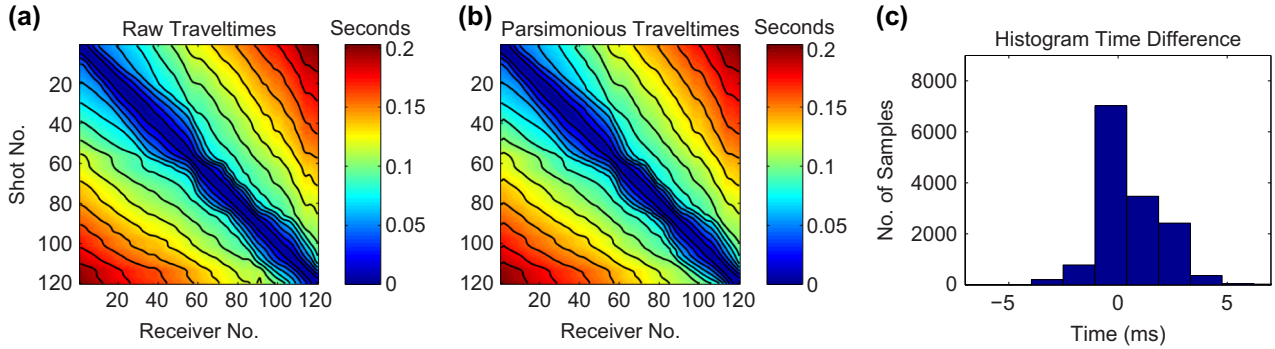 (a)
Raw Traveltimes
Seconds
Shot No.
20
40
60
80
100
120
20 40 60 80 100 120
Receiver No.
0.2
0.15
0.1
0.05
0
(b)
Parsimonious Traveltimes
Seconds
20
40
60
80
100
120
20 40 60 80 100 120
Receiver No.
0.2
0.15
0.1
0.05
0
(c)
Histogram Time Difference
No. of Samples
8000
6000
4000
2000
0
−5 0 5
Time (ms)